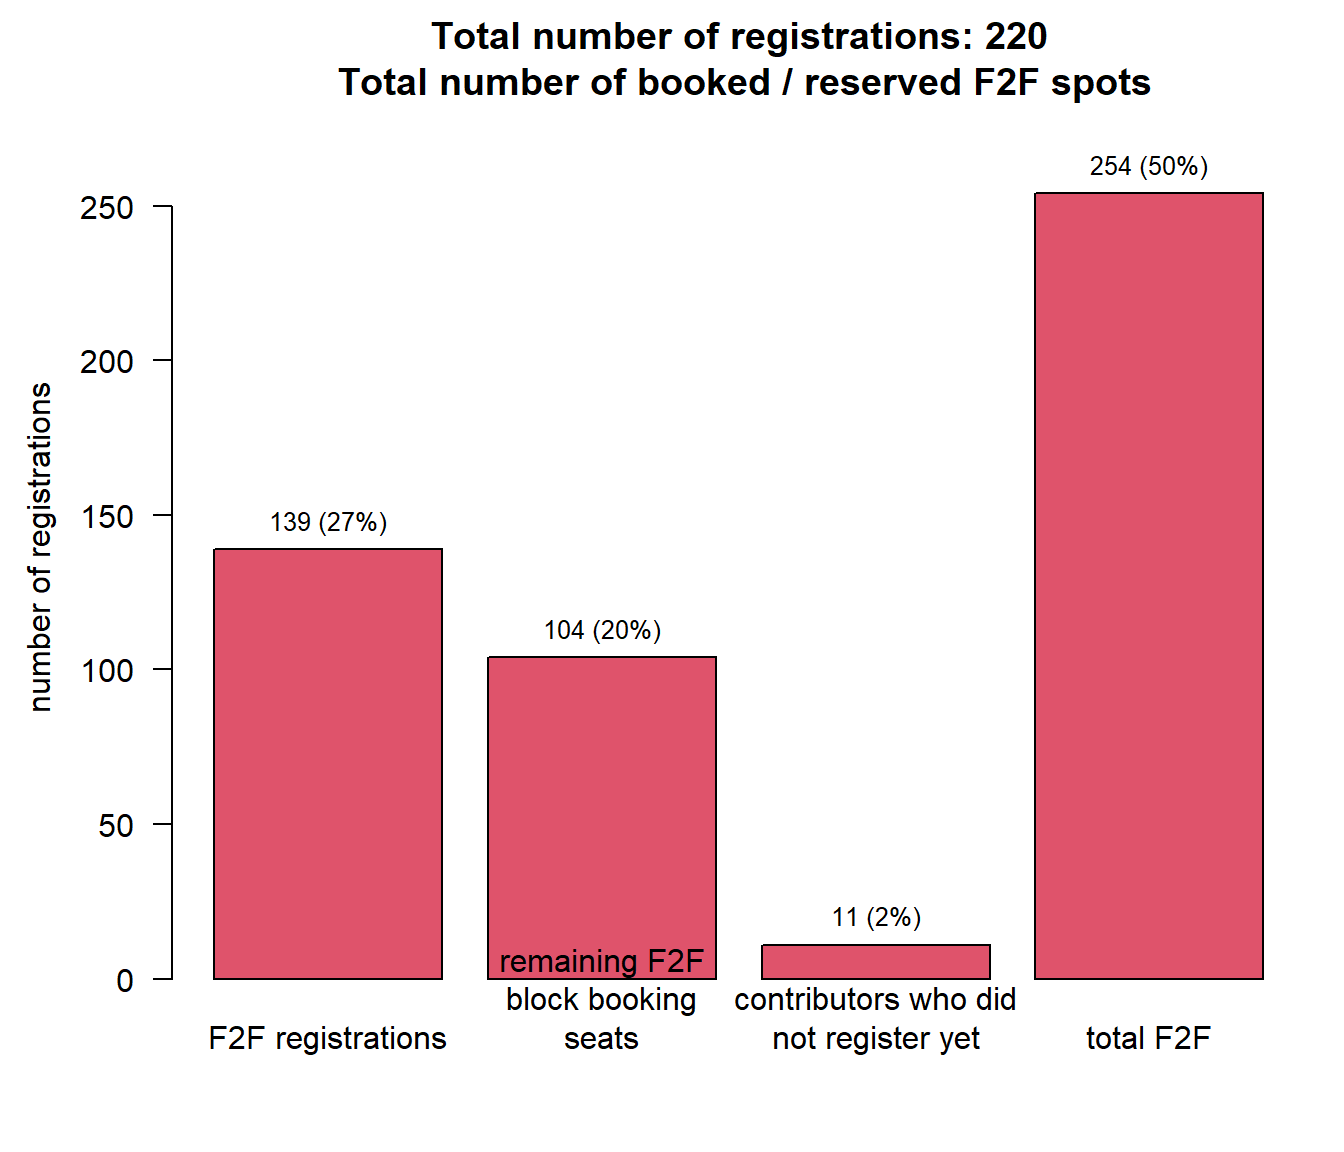 Total number of registrations: 220
Total number of booked / reserved F2F spots
254 (50%)
250
200
150
139 (27%)
104 (20%)
100
50
11 (2%)
0
number of registrations
F2F registrations
remaining F2F
block booking
seats
contributors who did
not register yet
total F2F